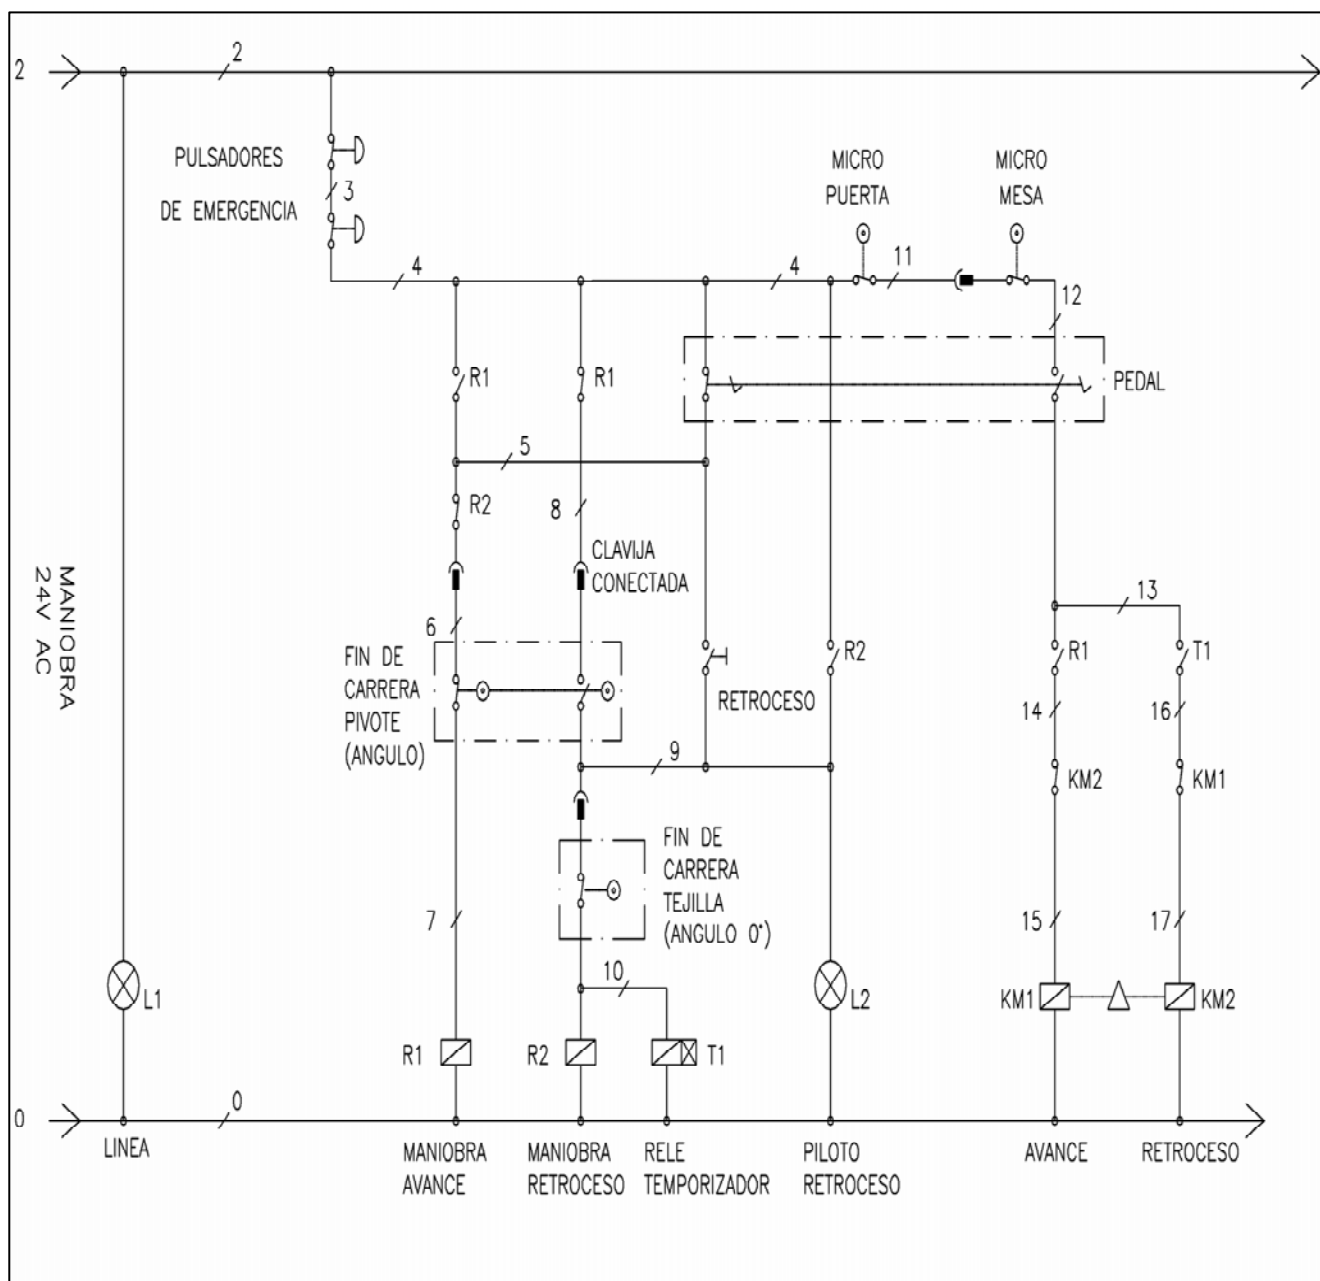 2
2
PULSADORES
DE EMERGENCIA
3
MICRO
PUERTA
MICRO
MESA
4
4
11
12
R1
R1
PEDAL
5
R2
8
CLAVIJA
CONECTADA
MANIOBRA
24V AC
13
6
FIN DE
CARRERA
PIVOTE
(ANGULO)
R2
R1
T1
RETROCESO
14
16
9
KM2
KM1
FIN DE
CARRERA
TEJILLA
(ANGULO 0°)
7
15
17
10
L1
L2
KM1
KM2
R1
R2
T1
0
0
LINEA
MANIOBRA
AVANCE
MANIOBRA
RETROCESO
RELE
TEMPORIZADOR
PILOTO
RETROCESO
AVANCE
RETROCESO